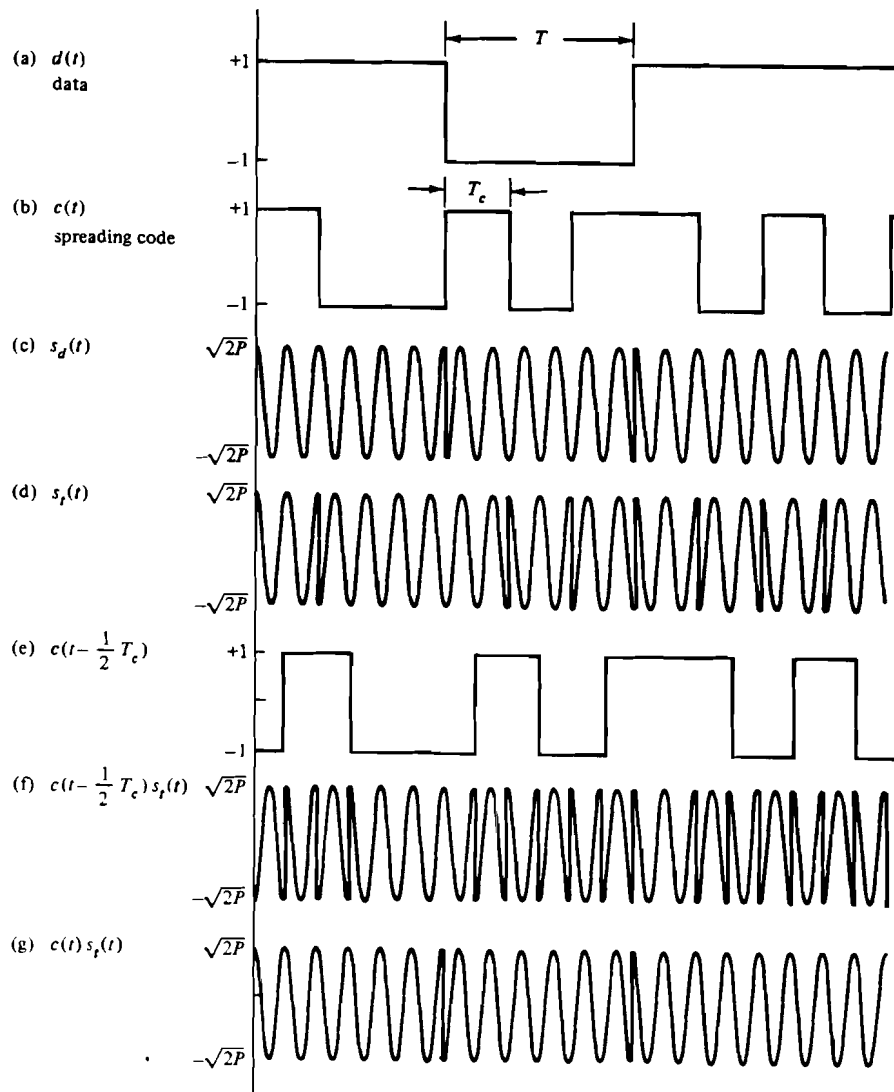 (a) d(t) +1 T
data
−1
T_c
(b) c(t) +1
spreading code
−1
(c) s_d(t) √2P
−√2P
(d) s_t(t) √2P
−√2P
(e) c(t − 1/2 T_c) +1
−1
(f) c(t − 1/2 T_c) s_t(t) √2P
−√2P
(g) c(t) s_t(t) √2P
−√2P